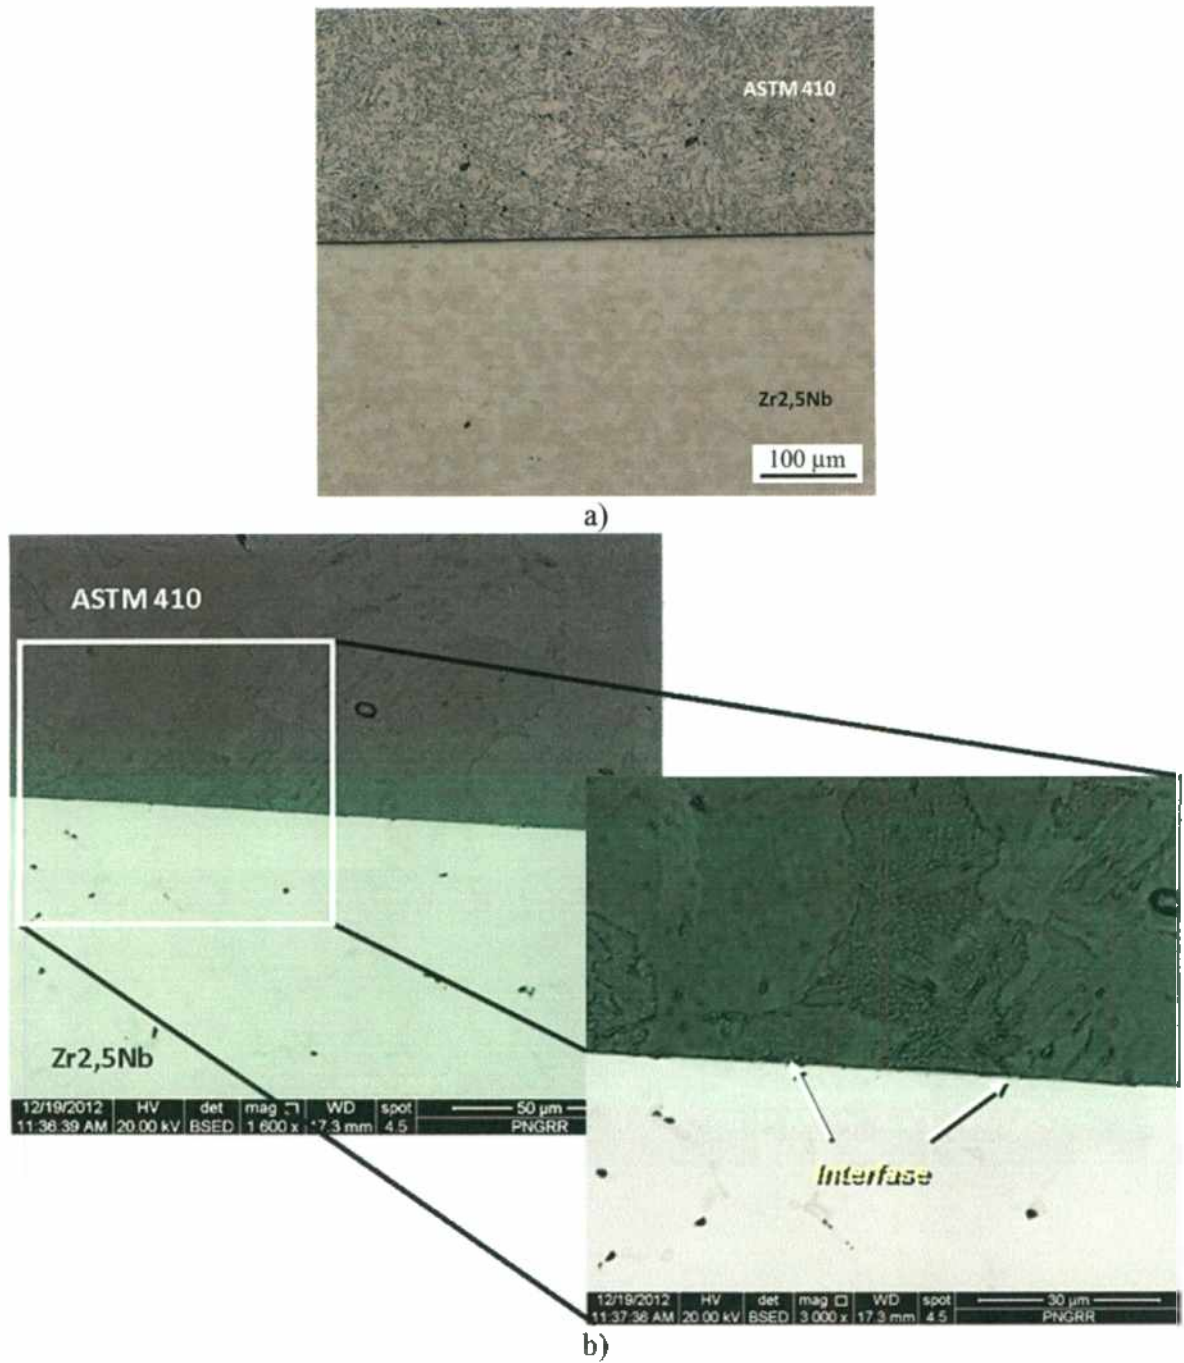 ASTM 410
Zr2,5Nb
100 µm
a)
ASTM 410
Zr2,5Nb
12/19/2012 HV det mag WD spot 50 µm
11:36:39 AM 20.00 kV BSED 1 600 x 17.3 mm 4.5 PNGRR
Interfase
12/19/2012 HV det mag WD spot 30 µm
11:37:36 AM 20.00 kV BSED 3 000 x 17.3 mm 4.5 PNGRR
b)